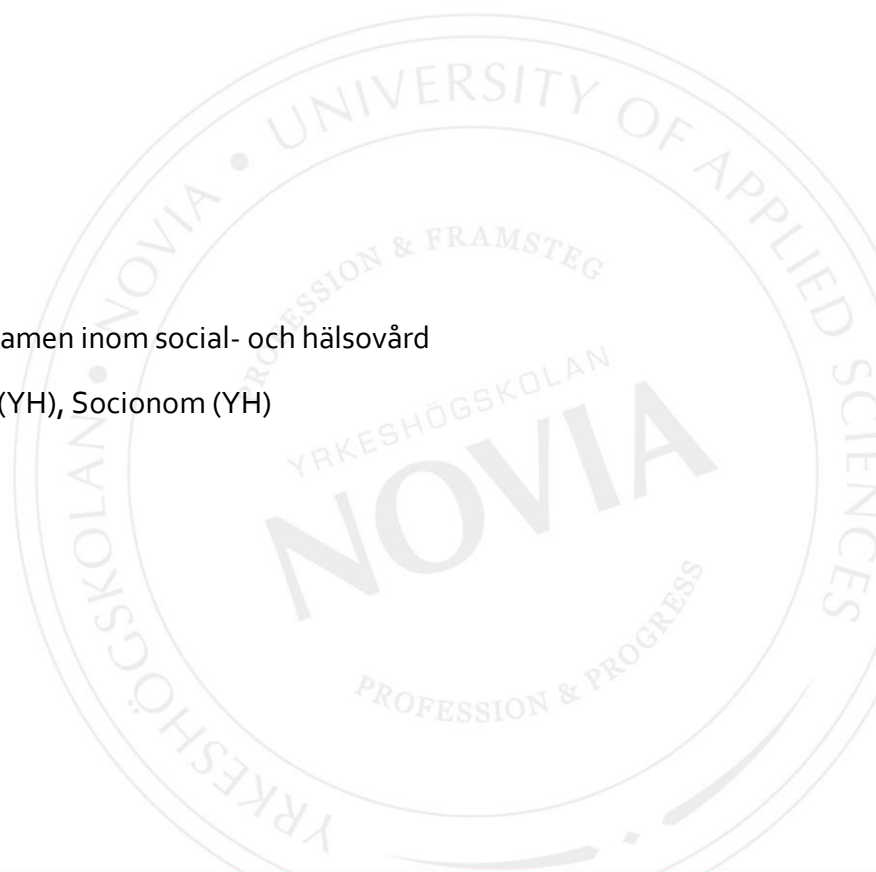 UNIVERSITY OF APPLIED SCIENCES
PROFESSION & FRAMSTEG
amen inom social- och hälsovård
(YH), Socionom (YH)
YRKESHÖGSKOLAN
NOVIA
PROFESSION & PROGRESS
YRKESHÖGSKOLAN • NOVIA •